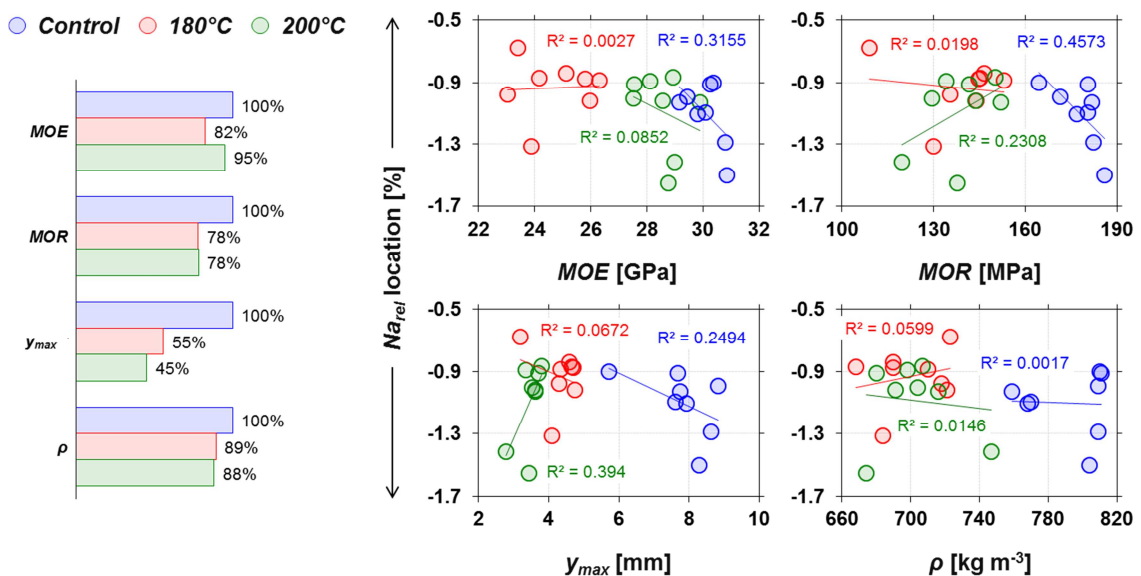 Control 180°C 200°C
MOE
100%
82%
95%
MOR
100%
78%
78%
ymax
100%
55%
45%
ρ
100%
89%
88%
Narel location [%]
-0.5
-0.9
-1.3
-1.7
R² = 0.0027
R² = 0.3155
R² = 0.0852
22 24 26 28 30 32
MOE [GPa]
-0.5
-0.9
-1.3
-1.7
R² = 0.0198
R² = 0.4573
R² = 0.2308
100 130 160 190
MOR [MPa]
-0.5
-0.9
-1.3
-1.7
R² = 0.0672
R² = 0.2494
R² = 0.394
2 4 6 8 10
ymax [mm]
-0.5
-0.9
-1.3
-1.7
R² = 0.0599
R² = 0.0017
R² = 0.0146
660 700 740 780 820
ρ [kg m-3]